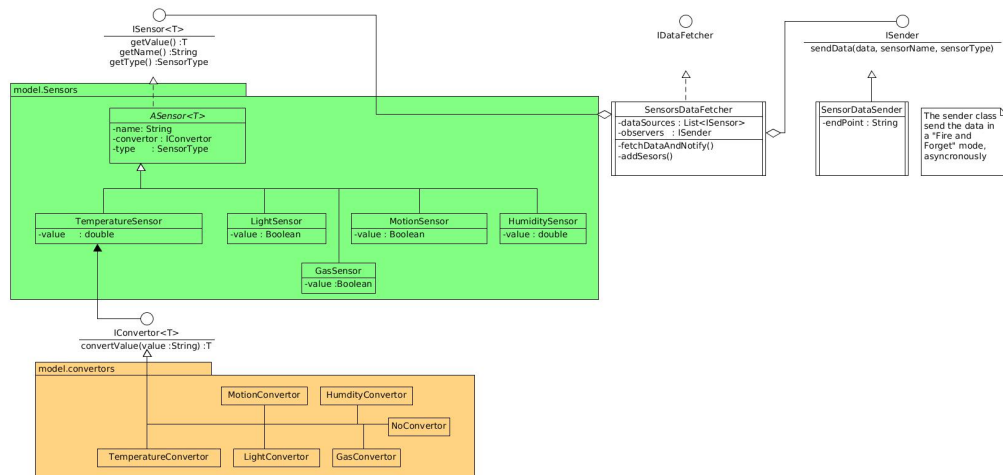 ISensor<T>
getValue() :T
getName() :String
getType() :SensorType
IDataFetcher
ISender
sendData(data, sensorName, sensorType)
model.Sensors
ASensor<T>
-name: String
-convertor : IConvertor
-type : SensorType
SensorsDataFetcher
-dataSources : List<ISensor>
-observers : ISender
-fetchDataAndNotify()
-addSesors()
SensorDataSender
-endPoint : String
The sender class
send the data in
a "Fire and
Forget" mode,
asyncronously
TemperatureSensor
-value : double
LightSensor
-value : Boolean
MotionSensor
-value : Boolean
HumiditySensor
-value : double
GasSensor
-value :Boolean
IConvertor<T>
convertValue(value :String) :T
model.convertors
MotionConvertor
HumdityConvertor
NoConvertor
TemperatureConvertor
LightConvertor
GasConvertor